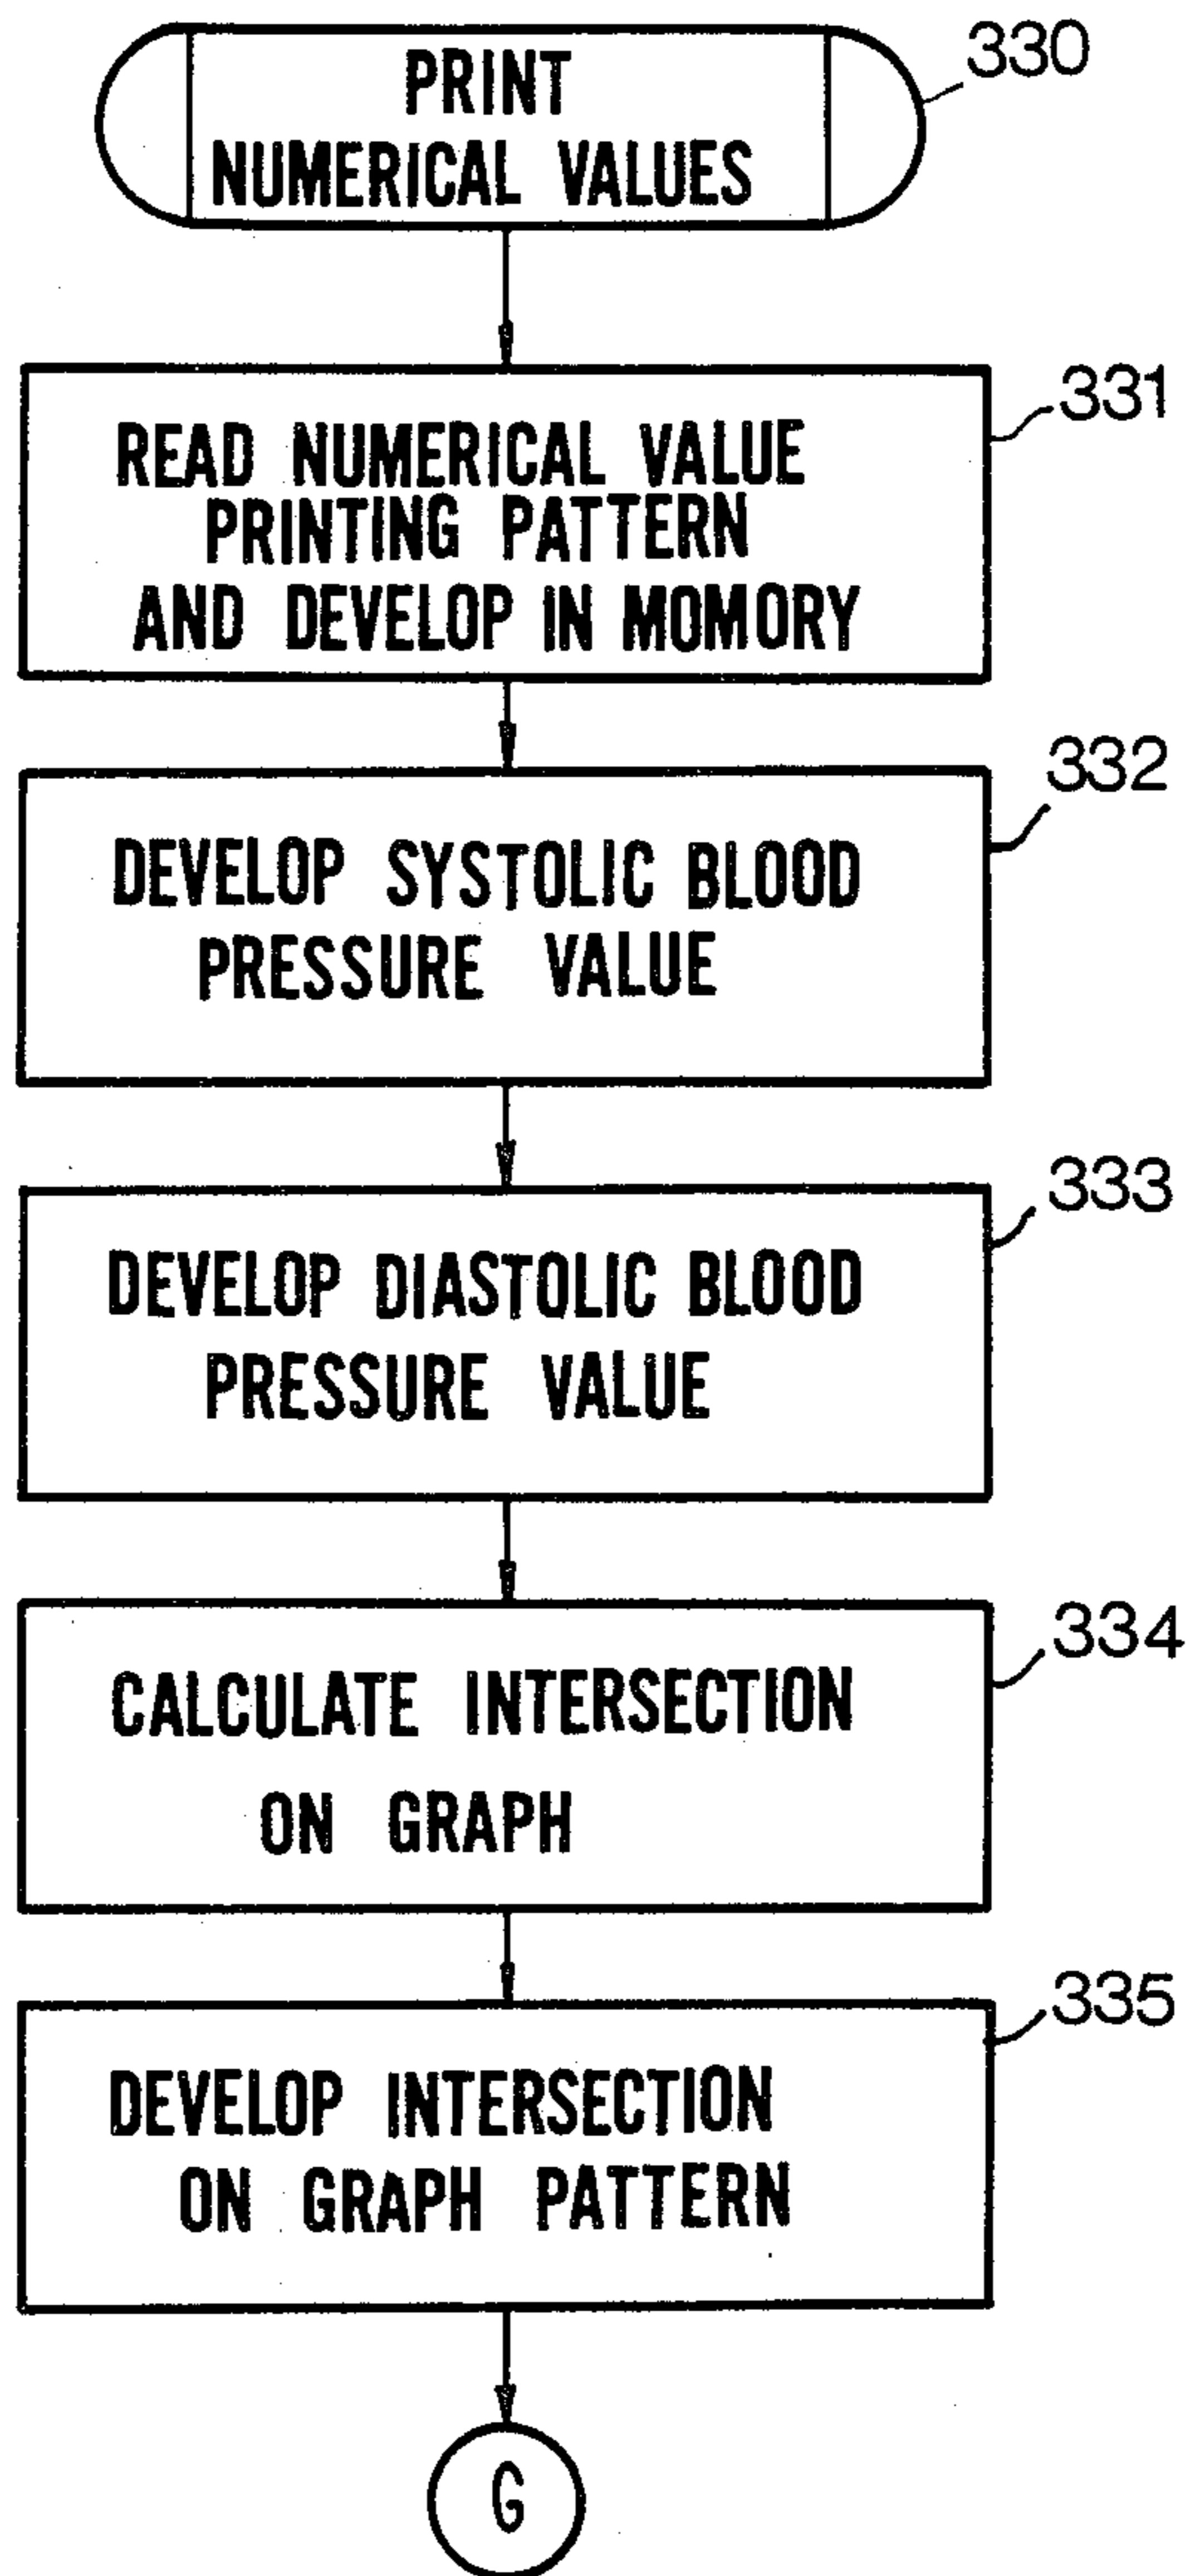 PRINT
NUMERICAL VALUES
330
READ NUMERICAL VALUE
PRINTING PATTERN
AND DEVELOP IN MOMORY
331
DEVELOP SYSTOLIC BLOOD
PRESSURE VALUE
332
DEVELOP DIASTOLIC BLOOD
PRESSURE VALUE
333
CALCULATE INTERSECTION
ON GRAPH
334
DEVELOP INTERSECTION
ON GRAPH PATTERN
335
G